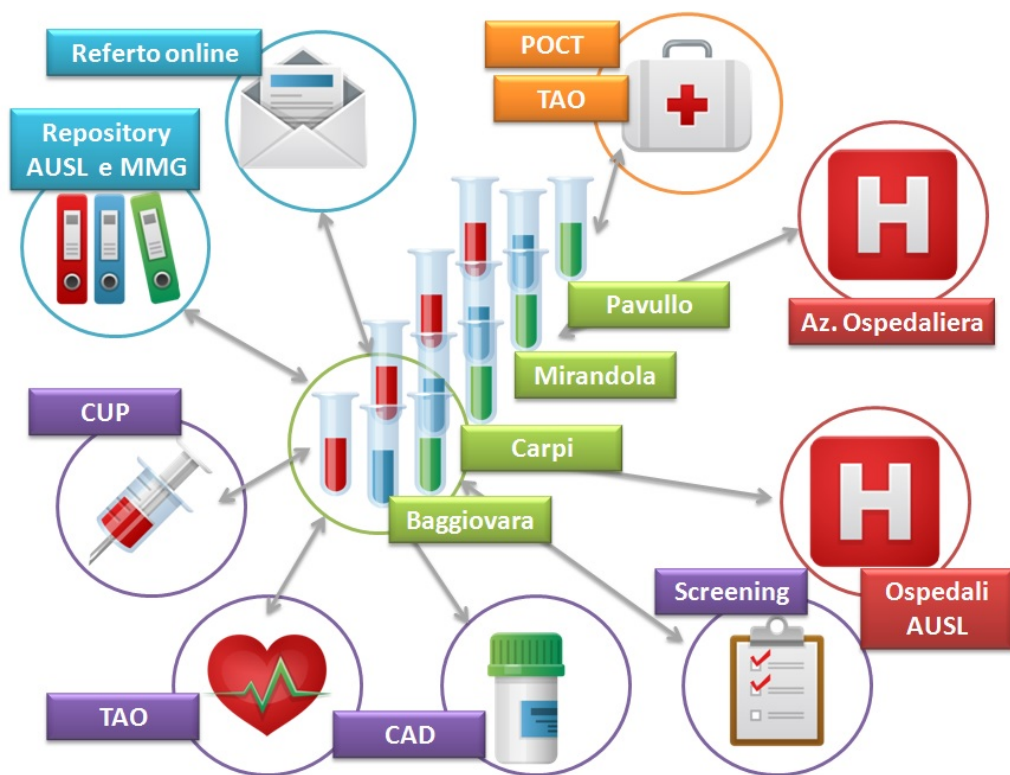 Referto online
POCT
TAO
Repository
AUSL e MMG
H
Az. Ospedaliera
Pavullo
Mirandola
CUP
Carpi
Baggiovara
H
Ospedali
AUSL
Screening
TAO
CAD